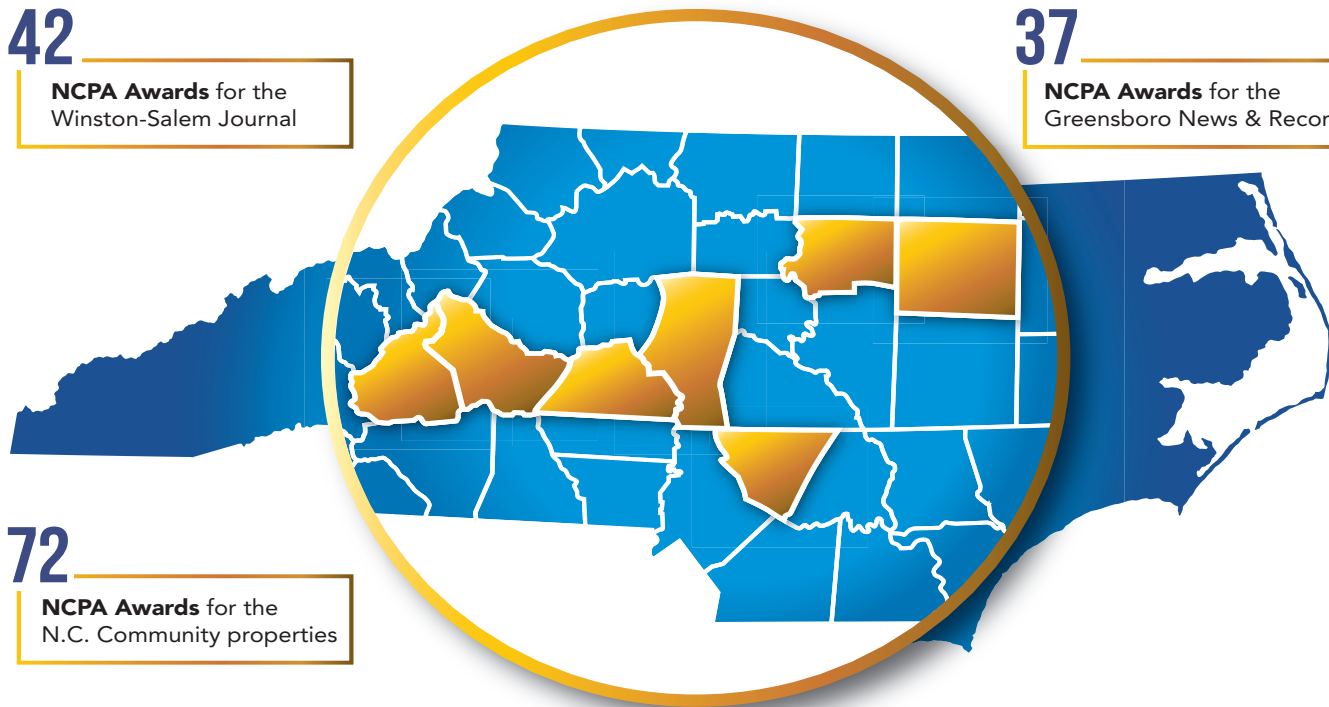 42
NCPA Awards for the
Winston-Salem Journal
37
NCPA Awards for the
Greensboro News & Recor
72
NCPA Awards for the
N.C. Community properties